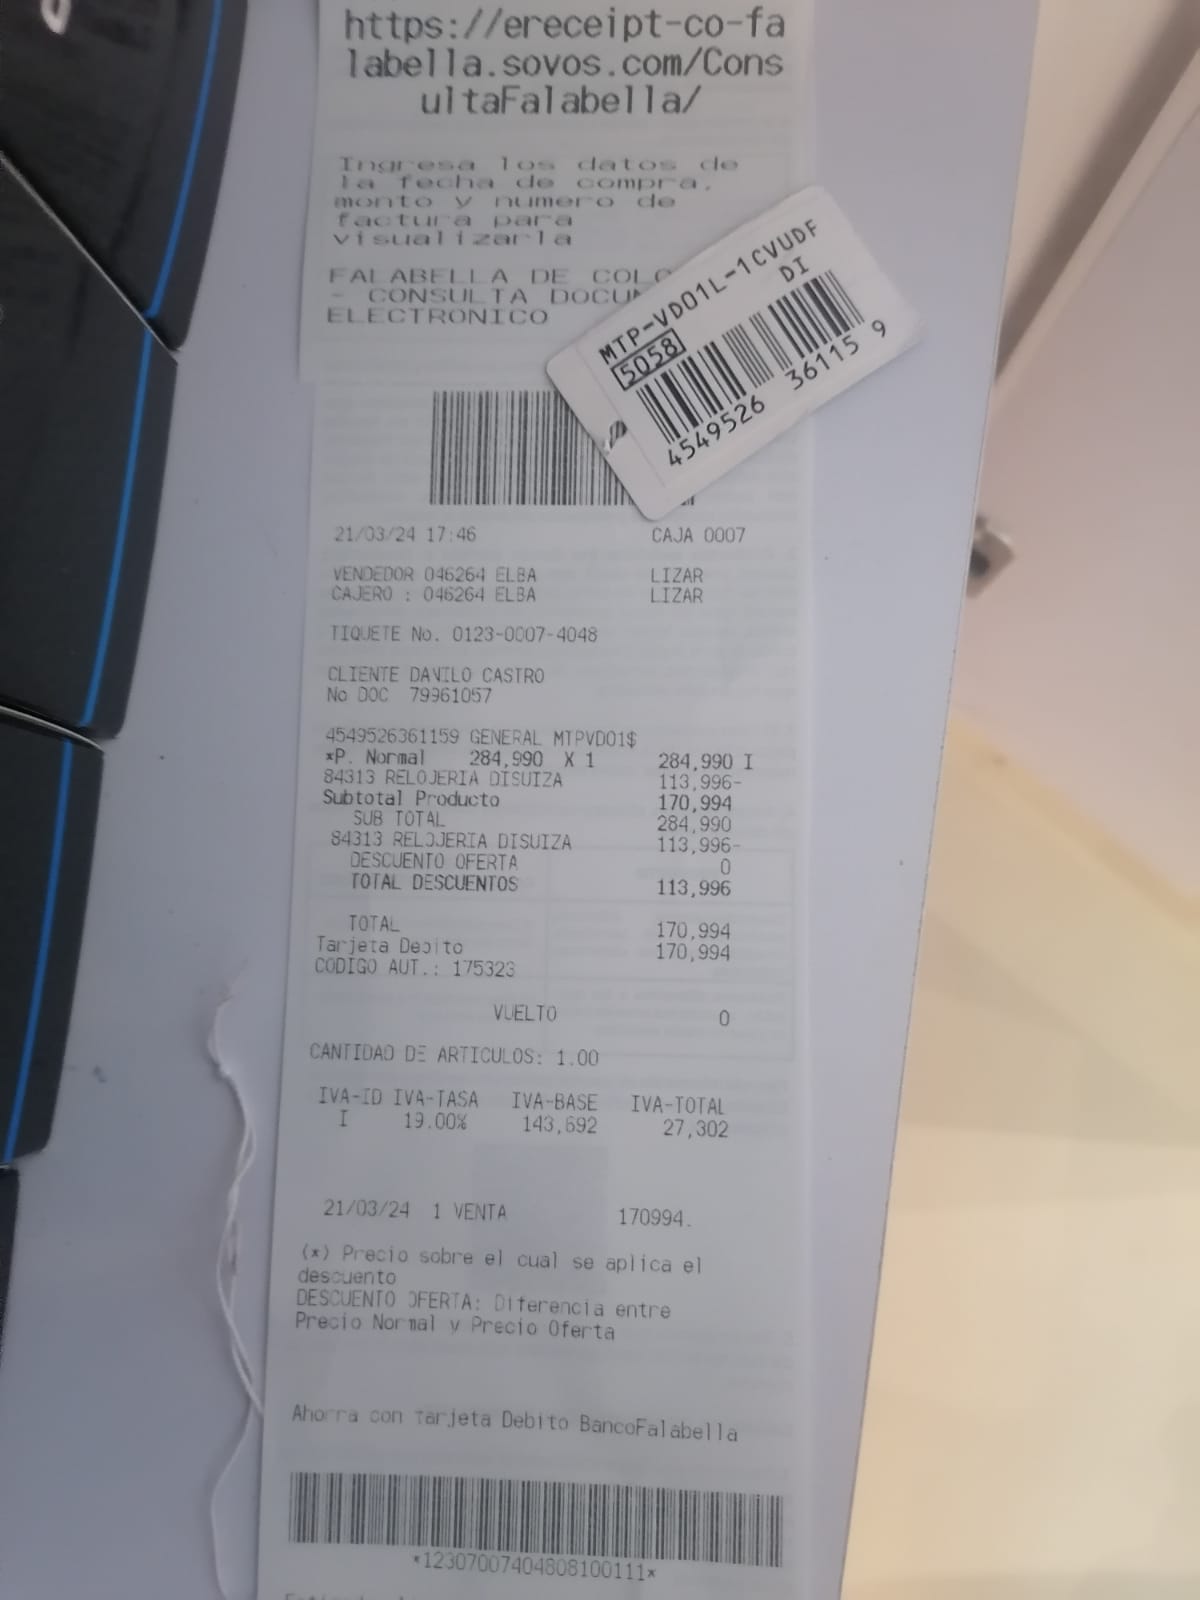 https://ereceipt-co-fa
labella.sovos.com/Cons
ultaFalabella/
Ingresa los datos de
la fecha de compra,
monto y numero de
factura para
visualizarla
FALABELLA DE
- CONSULTA
ELECTRONICO
MTP-VD01L-1CVUDF
DI
5058
4549526 36115 9
21/03/24 17:46 CAJA 0007
VENDEDOR 046264 ELBA LIZAR
CAJERO : 046264 ELBA LIZAR
TIQUETE No. 0123-0007-4048
CLIENTE DANILO CASTRO
No DOC 79961057
4549526361159 GENERAL MTPVD01$
*P. Normal 284,990 X 1 284,990 I
84313 RELOJERIA DISUIZA 113,996-
Subtotal Producto 170,994
SUB TOTAL 284,990
84313 RELOJERIA DISUIZA 113,996-
DESCUENTO OFERTA 0
TOTAL DESCUENTOS 113,996
TOTAL 170,994
Tarjeta Debito 170,994
CODIGO AUT.: 175323
VUELTO 0
CANTIDAD DE ARTICULOS: 1.00
IVA-ID IVA-TASA IVA-BASE IVA-TOTAL
I 19.00% 143,692 27,302
21/03/24 1 VENTA 170994.
(*) Precio sobre el cual se aplica el
descuento
DESCUENTO OFERTA: Diferencia entre
Precio Normal y Precio Oferta
Ahorra con Tarjeta Debito BancoFalabella
*12307007404808100111*